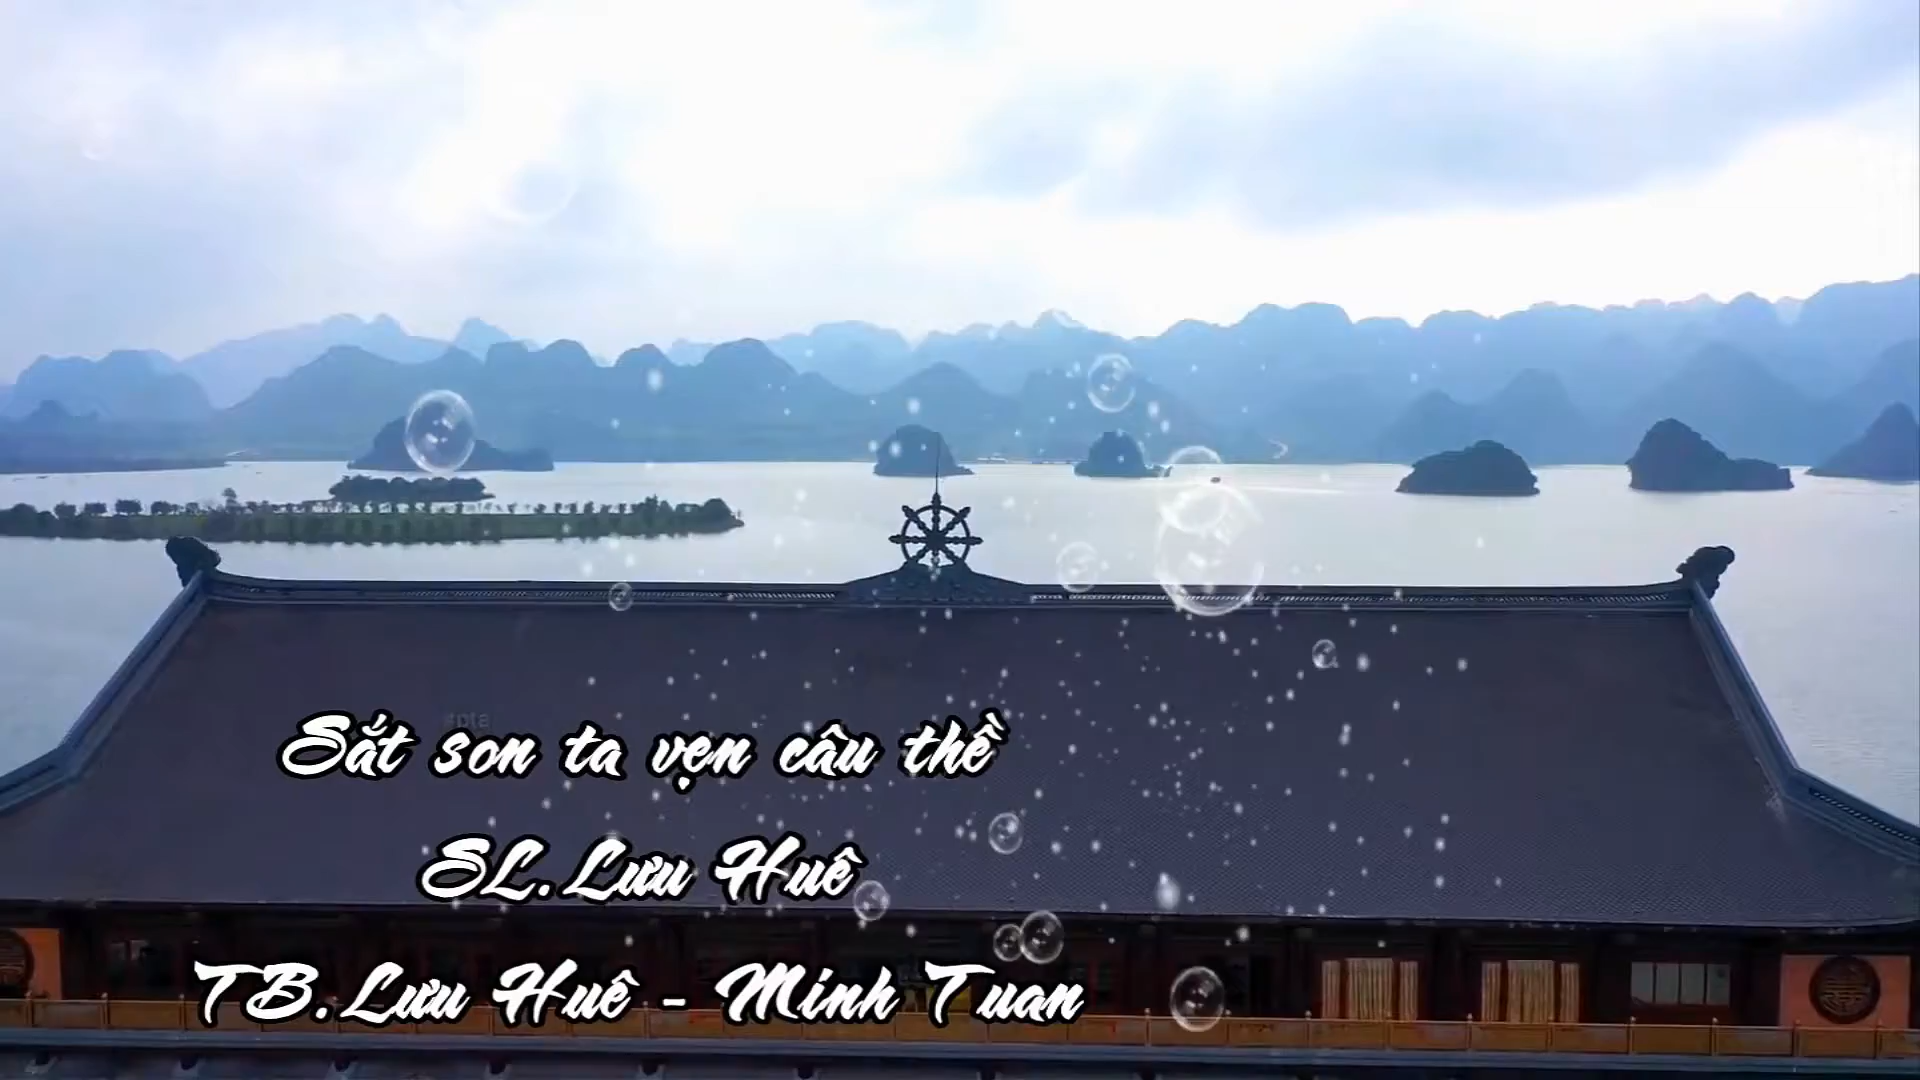 Sắt son ta vẹn câu thề
SL.Lưu Huê
TB.Lưu Huê - Minh Tuan